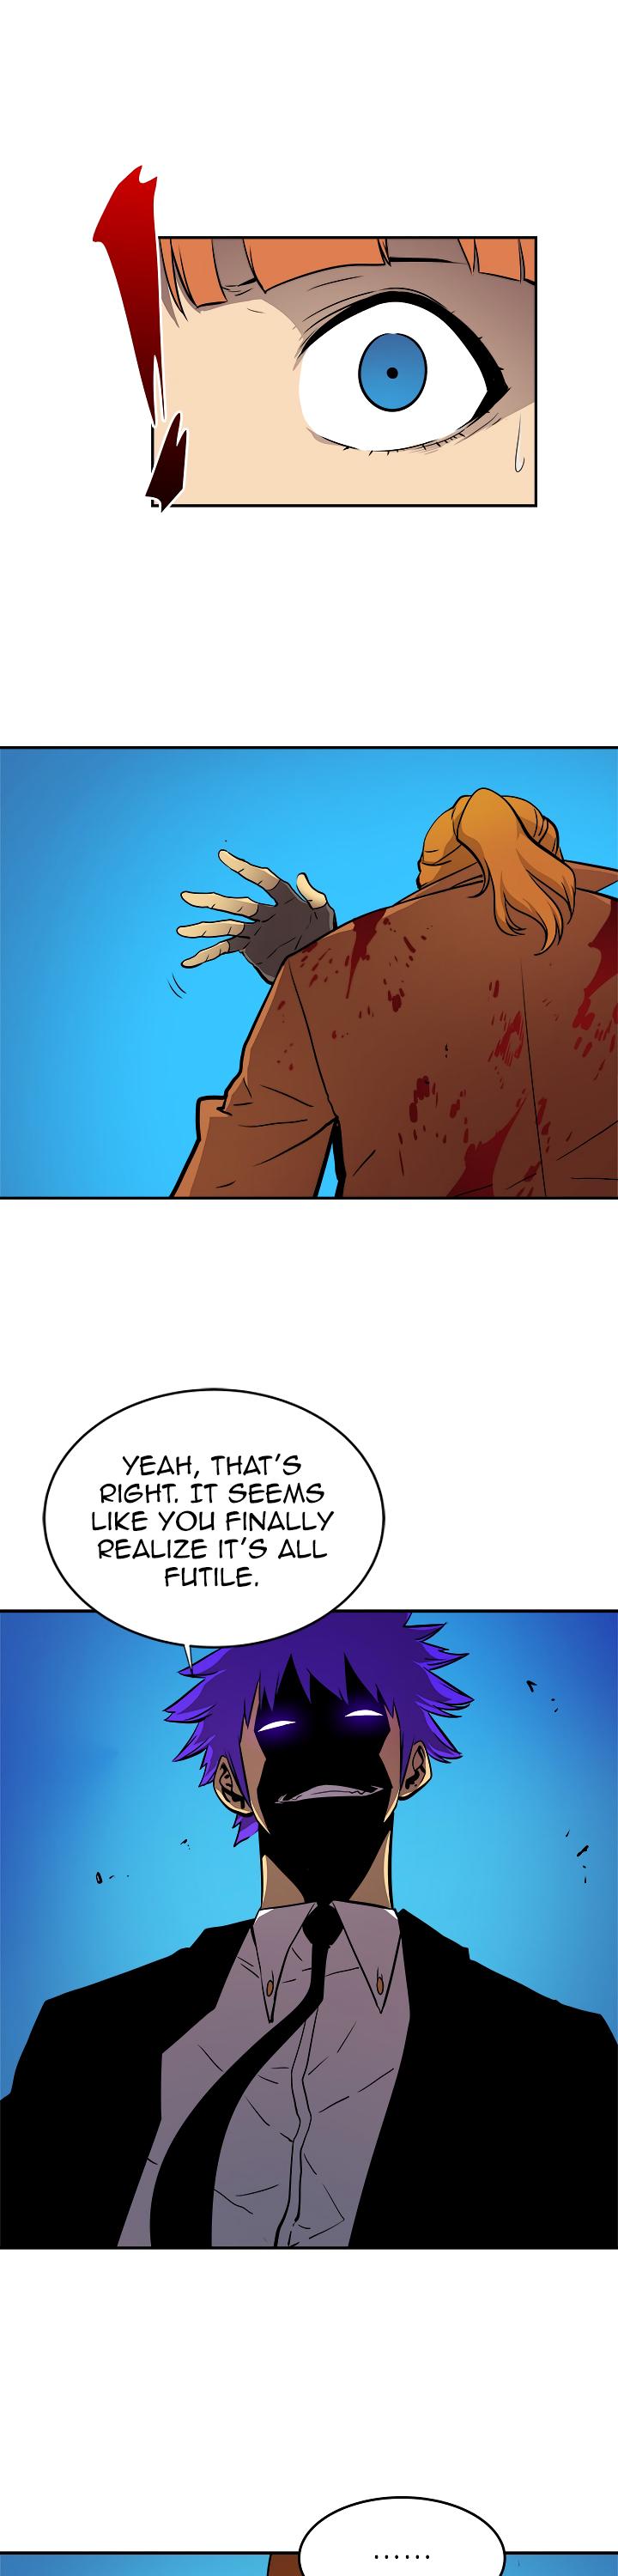 YEAH, THAT'S
RIGHT. IT SEEMS
LIKE YOU FINALLY
REALIZE IT'S ALL
FUTILE.
......